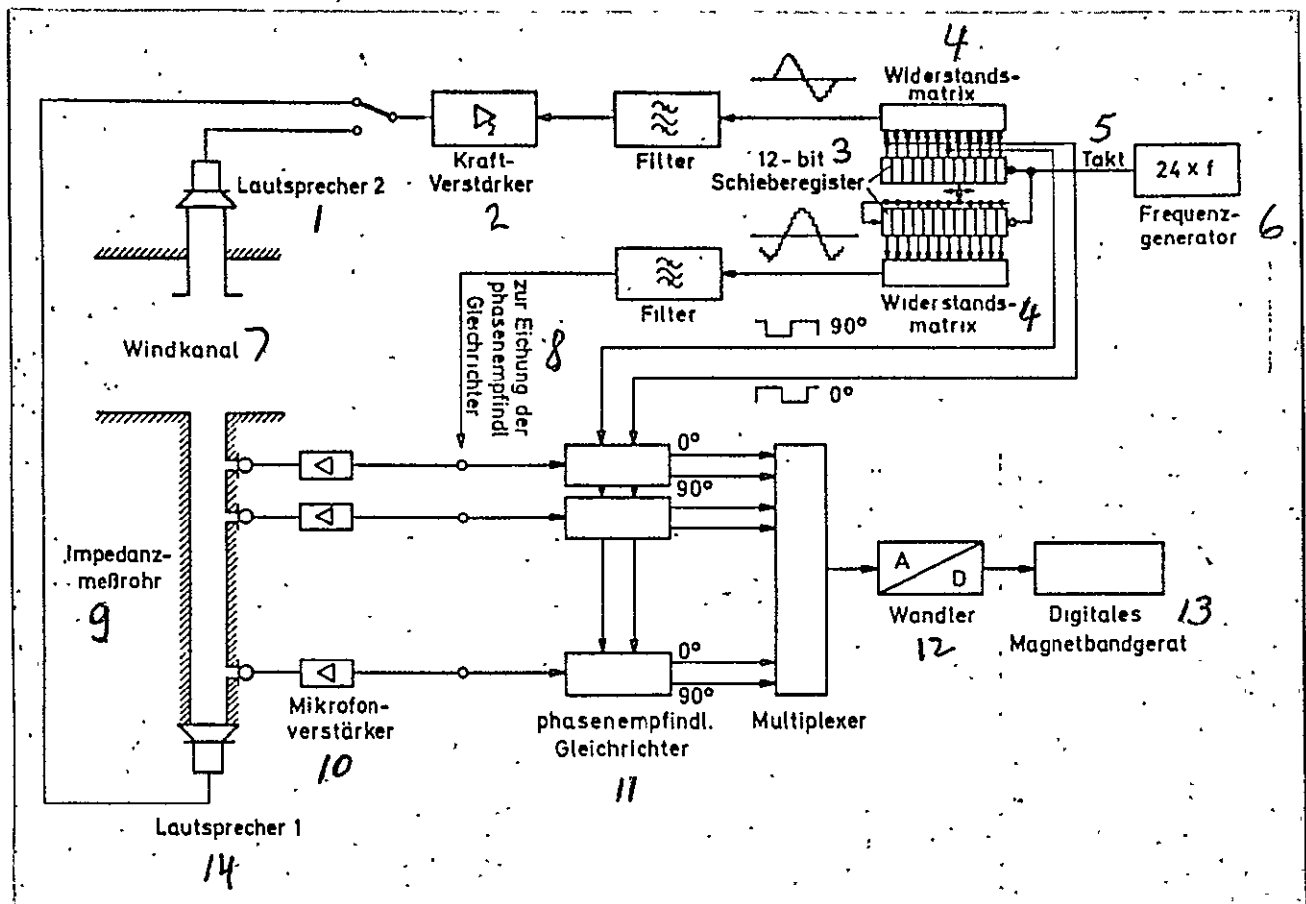 4
Widerstands-
matrix
5
Takt
24 x f
Frequenz-
generator
6
12-bit 3
Schieberegister
Filter
Kraft-
Verstärker
2
Lautsprecher 2
1
Widerstands-
matrix
4
Filter
90°
0°
zur Eichung der
phasenempfindl
Gleichrichter
8
Windkanal 7
0°
90°
Impedanz-
meßrohr
9
A
D
Wandler
12
Digitales
Magnetbandgerat
13
0°
90°
Mikrofon-
verstärker
10
phasenempfindl.
Gleichrichter
11
Multiplexer
Lautsprecher 1
14